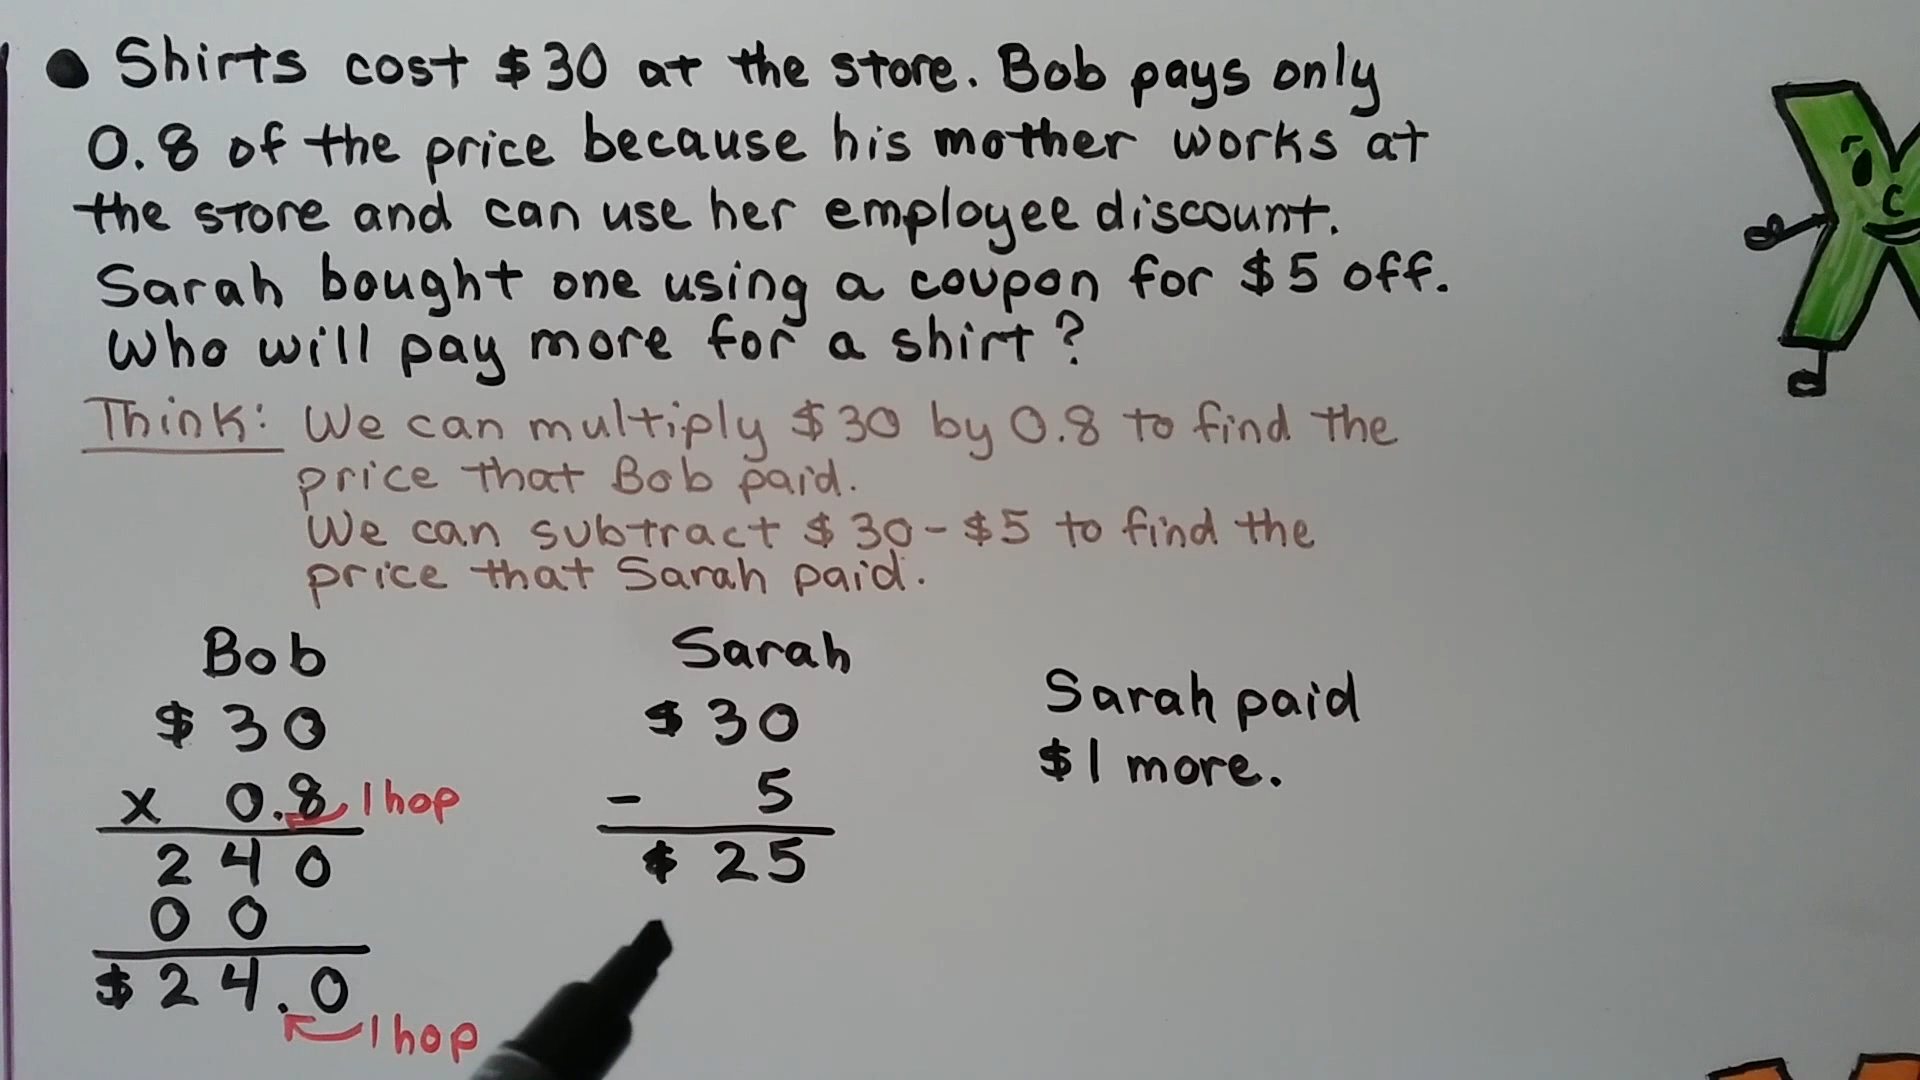 Shirts cost $30 at the store. Bob pays only
0.8 of the price because his mother works at
the store and can use her employee discount.
Sarah bought one using a coupon for $5 off.
Who will pay more for a shirt?
Think: We can multiply $30 by 0.8 to find the
price that Bob paid.
We can subtract $30-$5 to find the
price that Sarah paid.
Bob
$30
x 0.8 1 hop
240
00
$24.0
1 hop
Sarah
$30
- 5
$25
Sarah paid
$1 more.